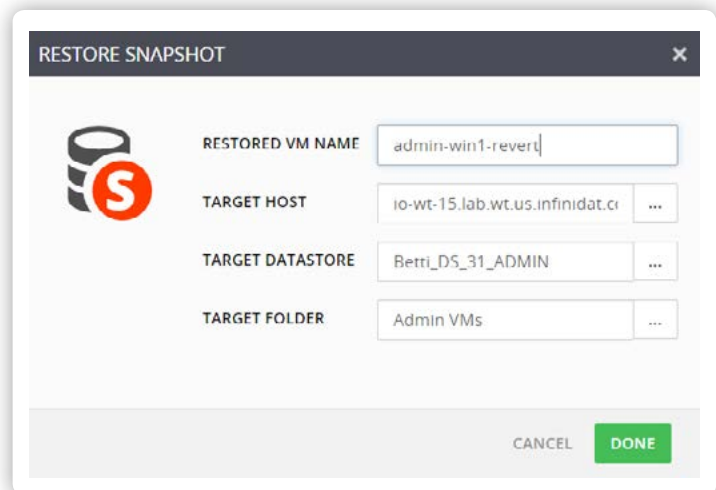 RESTORE SNAPSHOT ×
S
RESTORED VM NAME admin-win1-revert
TARGET HOST io-wt-15.lab.wt.us.infinidat.co ...
TARGET DATASTORE Betti_DS_31_ADMIN ...
TARGET FOLDER Admin VMs ...
CANCEL DONE